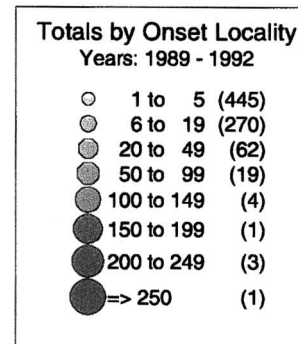 Totals by Onset Locality
Years: 1989 - 1992
1 to 5 (445)
6 to 19 (270)
20 to 49 (62)
50 to 99 (19)
100 to 149 (4)
150 to 199 (1)
200 to 249 (3)
=> 250 (1)